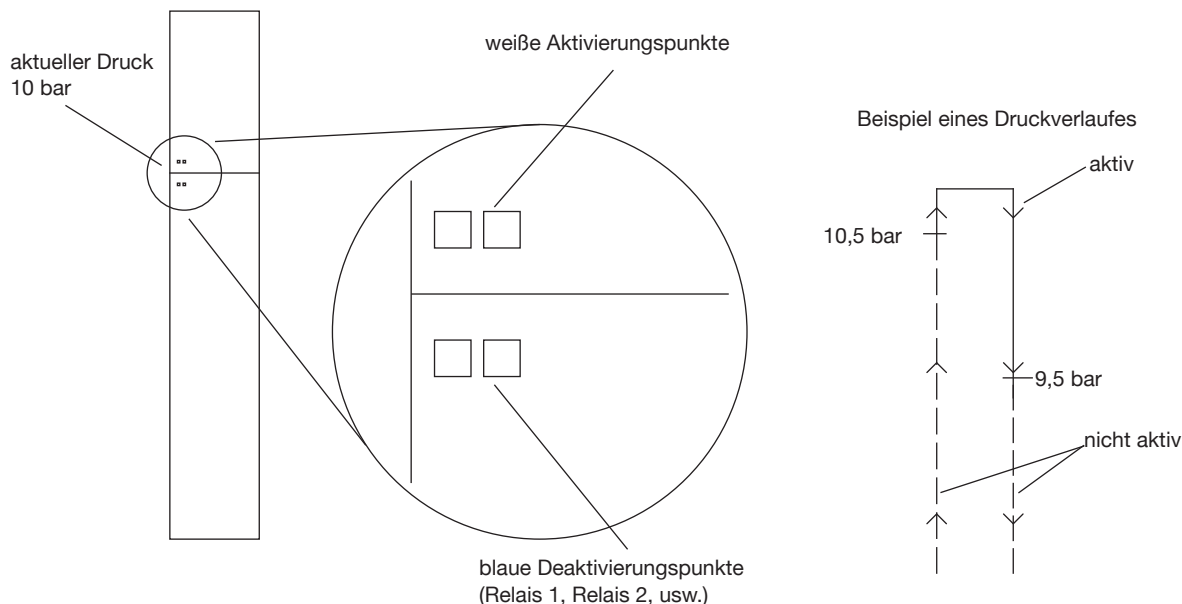 aktueller Druck
10 bar
weiße Aktivierungspunkte
blaue Deaktivierungspunkte
(Relais 1, Relais 2, usw.)
Beispiel eines Druckverlaufes
aktiv
10,5 bar
9,5 bar
nicht aktiv